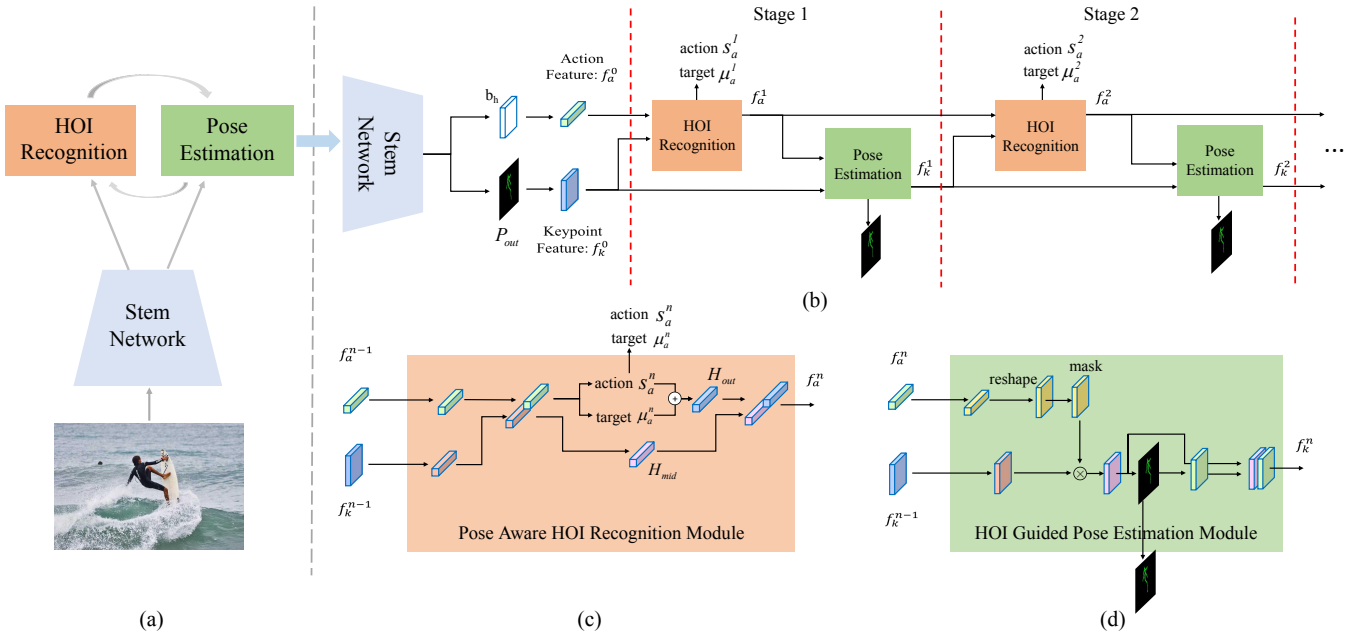 HOI
Recognition
Pose
Estimation
Stem
Network
(a)
Stage 1
Stage 2
Stem
Network
b_h
Action
Feature: f_a^0
P_out
Keypoint
Feature: f_k^0
action s_a^1
target μ_a^1
HOI
Recognition
f_a^1
Pose
Estimation
f_k^1
action s_a^2
target μ_a^2
HOI
Recognition
f_a^2
Pose
Estimation
f_k^2
...
(b)
action s_a^n
target μ_a^n
f_a^{n-1}
f_k^{n-1}
action s_a^n
target μ_a^n
+
H_out
H_mid
f_a^n
Pose Aware HOI Recognition Module
(c)
f_a^n
f_k^{n-1}
reshape
mask
⊗
f_k^n
HOI Guided Pose Estimation Module
(d)